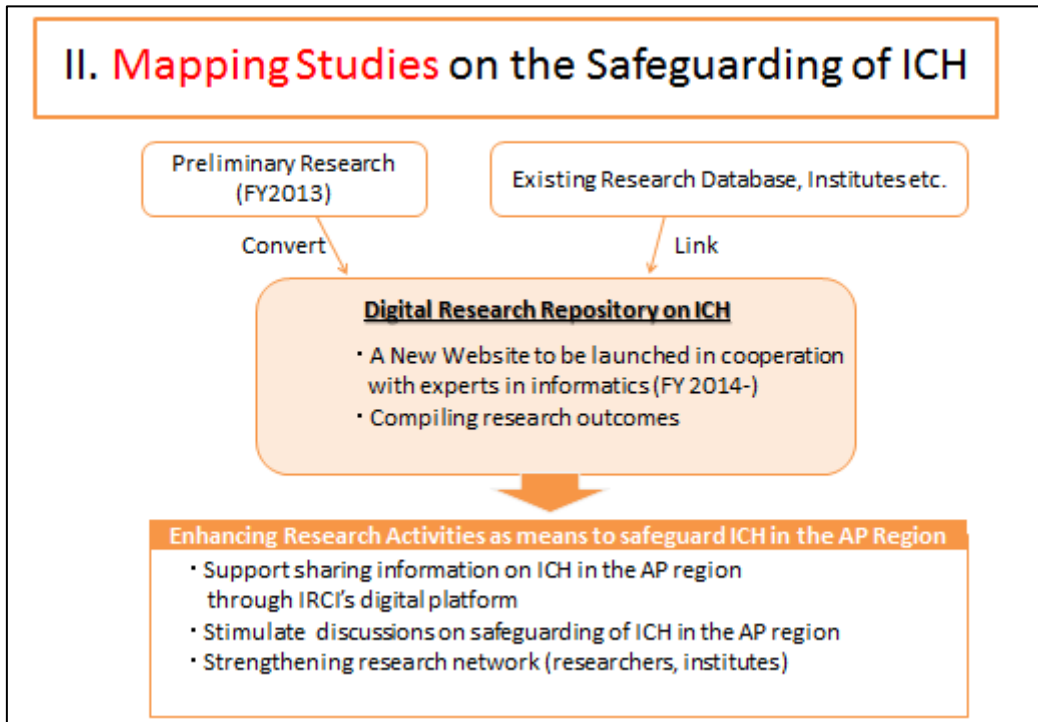 II. Mapping Studies on the Safeguarding of ICH
Preliminary Research
(FY2013)
Existing Research Database, Institutes etc.
Convert
Link
Digital Research Repository on ICH
・A New Website to be launched in cooperation
with experts in informatics (FY 2014-)
・Compiling research outcomes
Enhancing Research Activities as means to safeguard ICH in the AP Region
・Support sharing information on ICH in the AP region
through IRCI's digital platform
・Stimulate discussions on safeguarding of ICH in the AP region
・Strengthening research network (researchers, institutes)